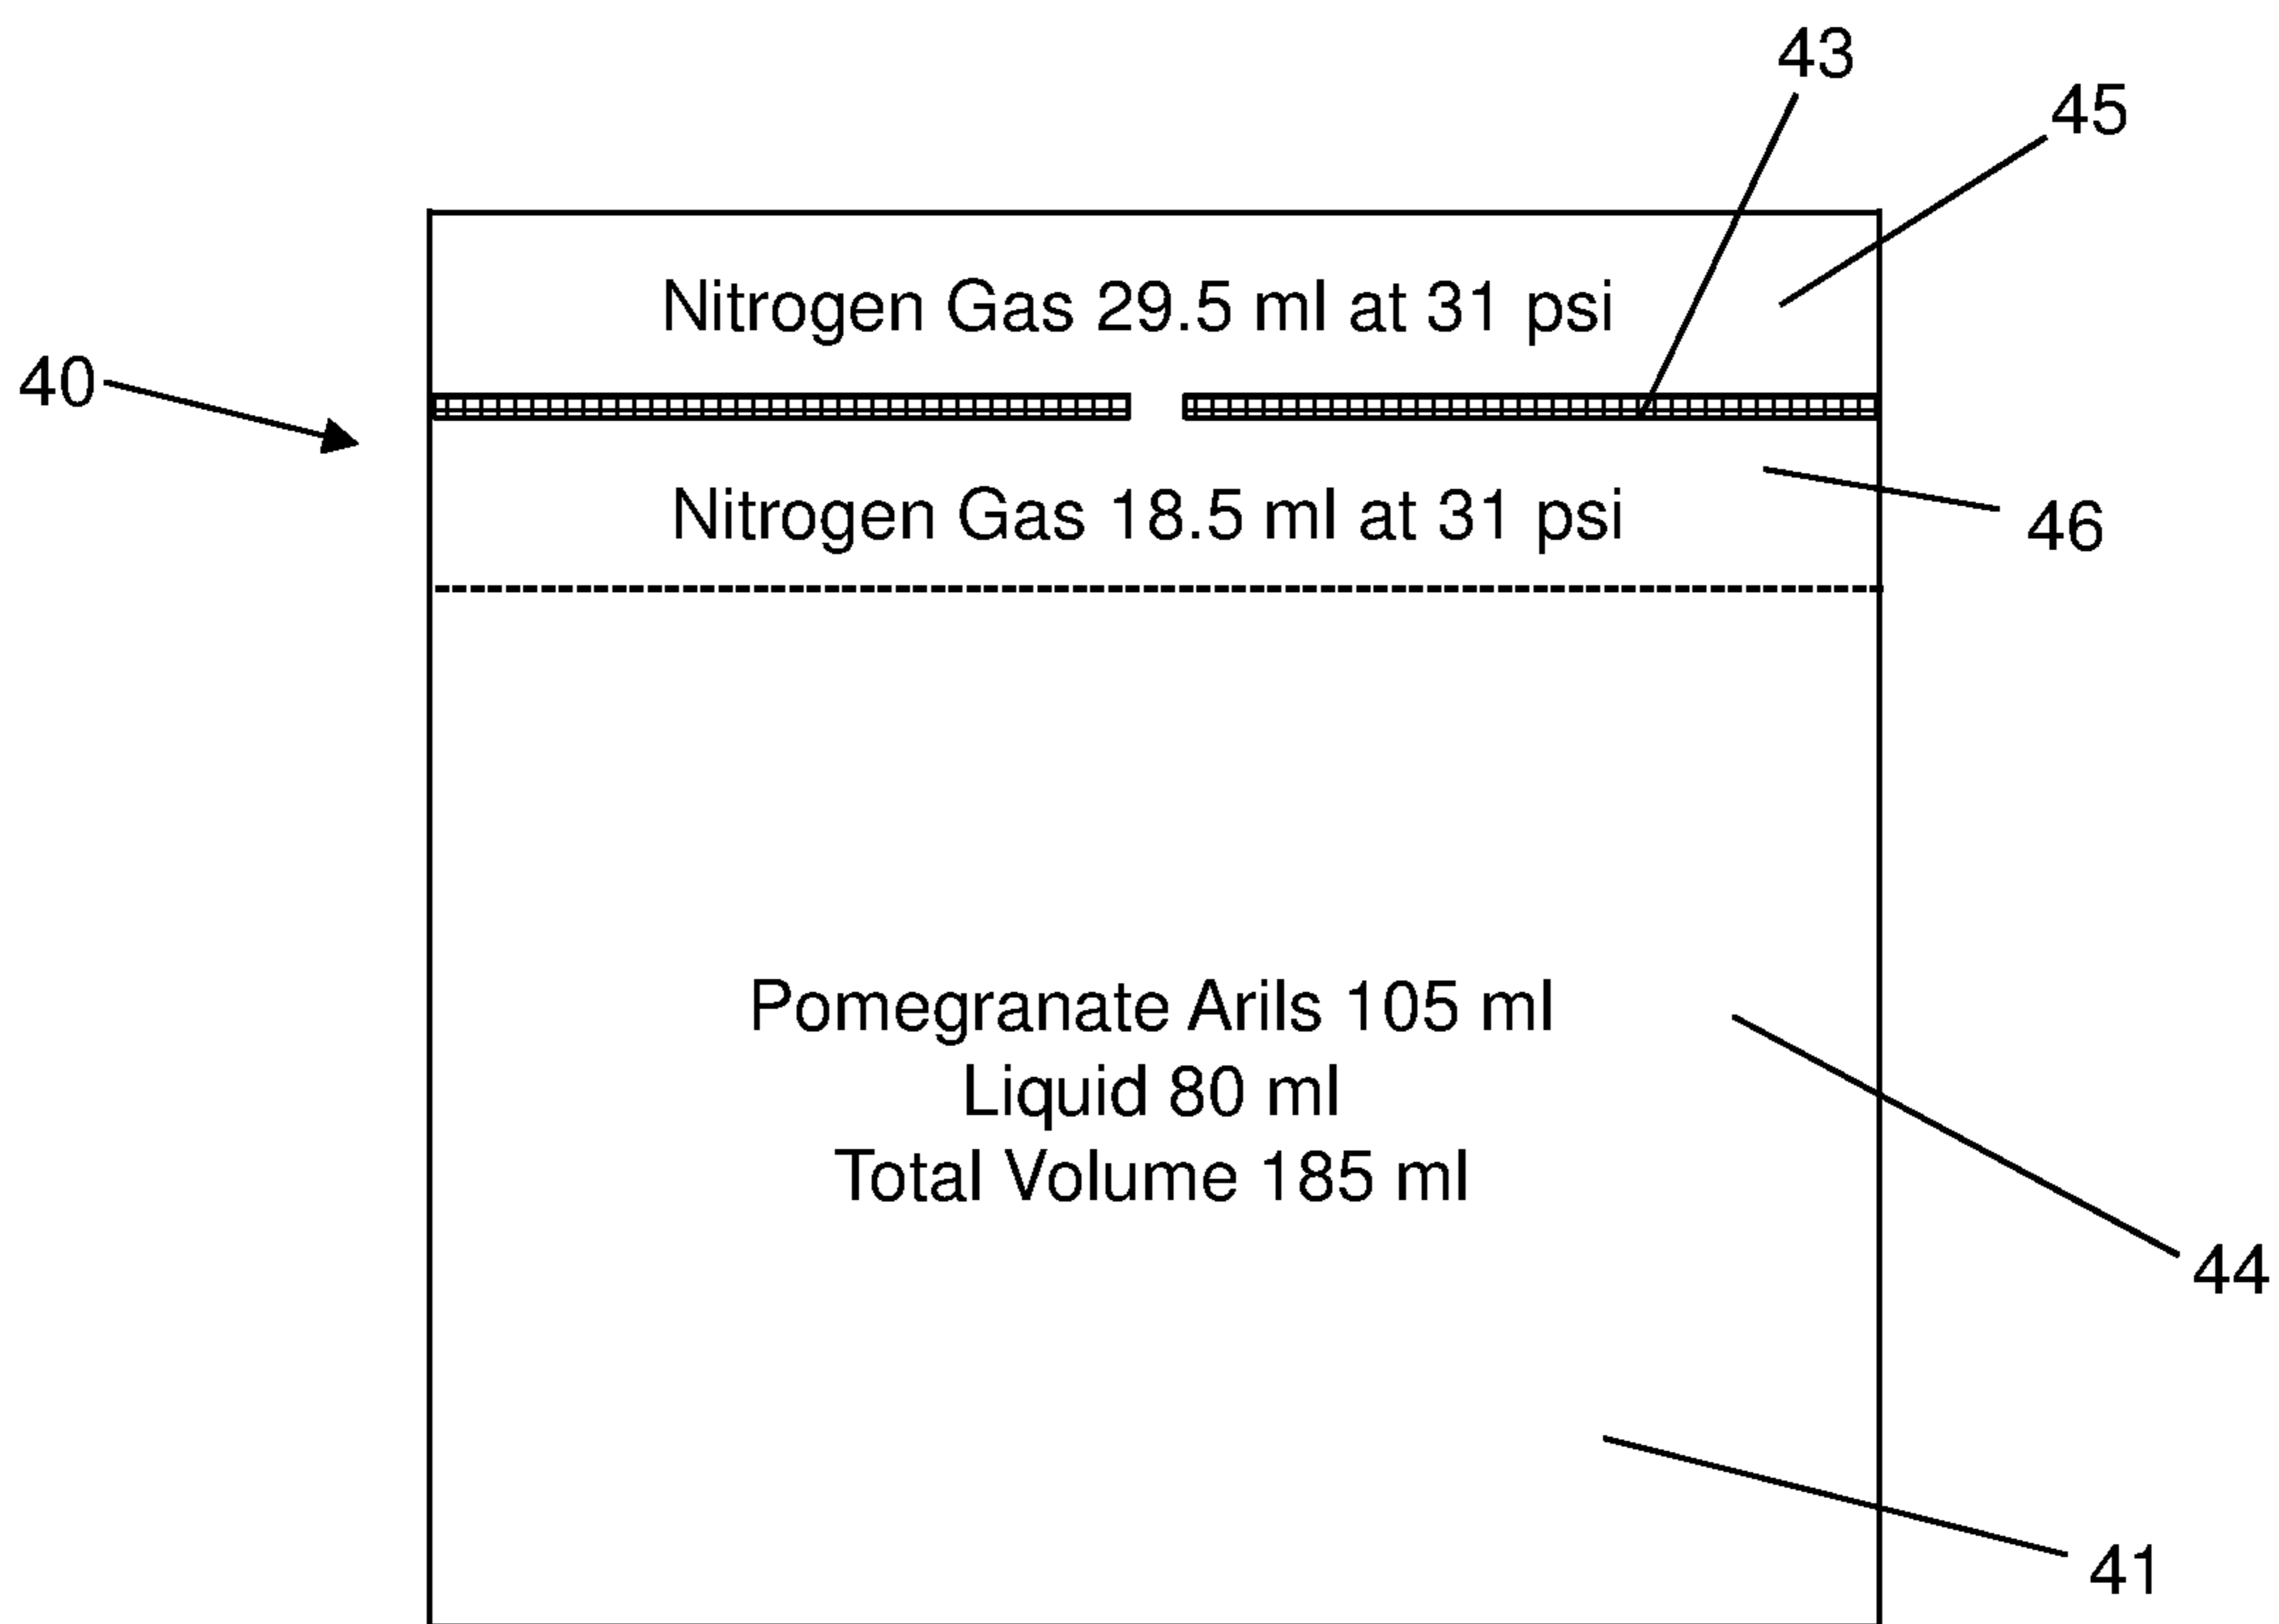 43
45
Nitrogen Gas 29.5 ml at 31 psi
40
Nitrogen Gas 18.5 ml at 31 psi
46
Pomegranate Arils 105 ml
Liquid 80 ml
Total Volume 185 ml
44
41